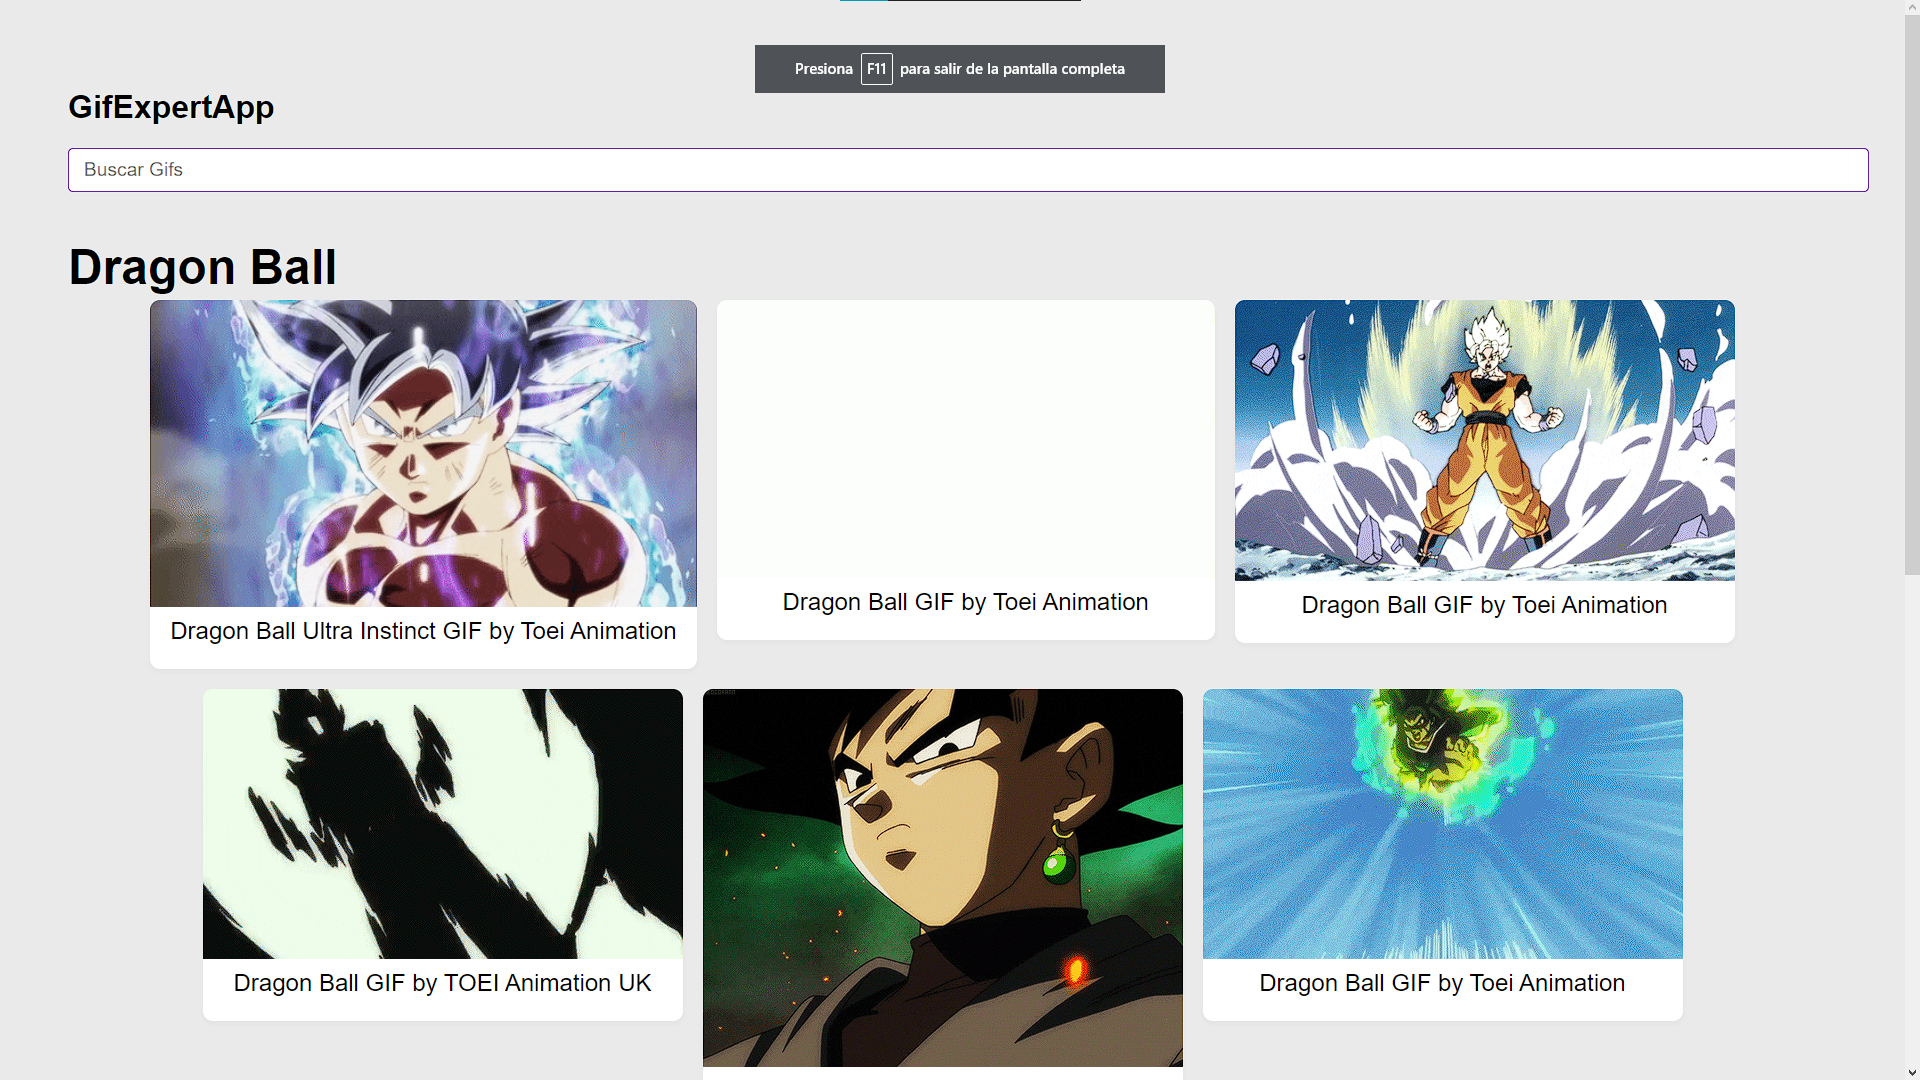 Presiona F11 para salir de la pantalla completa
GifExpertApp
Buscar Gifs
Dragon Ball
Dragon Ball Ultra Instinct GIF by Toei Animation
Dragon Ball GIF by Toei Animation
Dragon Ball GIF by Toei Animation
Dragon Ball GIF by TOEI Animation UK
Dragon Ball GIF by Toei Animation